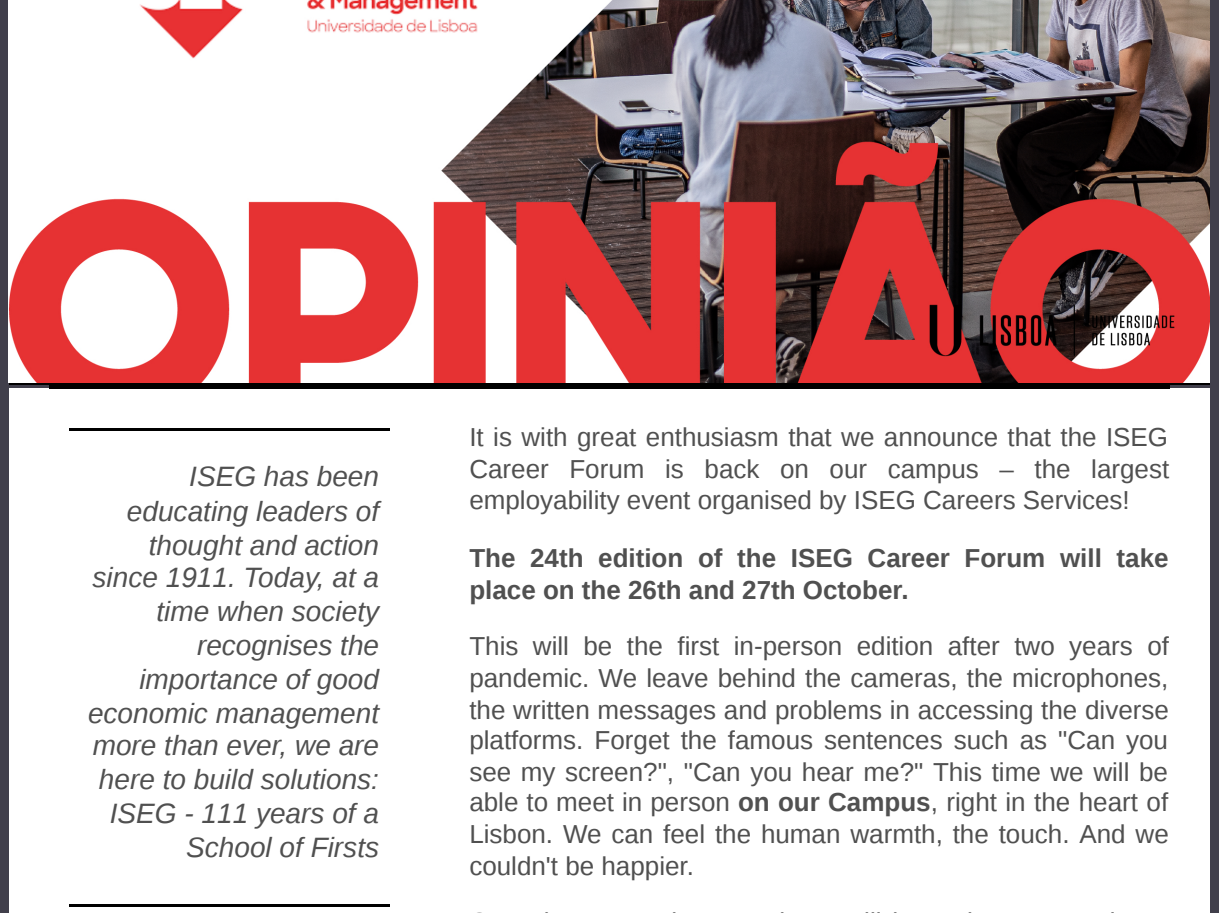 & Management
Universidade de Lisboa
OPINIÃO
U LISBOA | UNIVERSIDADE
DE LISBOA
ISEG has been
educating leaders of
thought and action
since 1911. Today, at a
time when society
recognises the
importance of good
economic management
more than ever, we are
here to build solutions:
ISEG - 111 years of a
School of Firsts
It is with great enthusiasm that we announce that the ISEG
Career Forum is back on our campus – the largest
employability event organised by ISEG Careers Services!
The 24th edition of the ISEG Career Forum will take
place on the 26th and 27th October.
This will be the first in-person edition after two years of
pandemic. We leave behind the cameras, the microphones,
the written messages and problems in accessing the diverse
platforms. Forget the famous sentences such as "Can you
see my screen?", "Can you hear me?" This time we will be
able to meet in person on our Campus, right in the heart of
Lisbon. We can feel the human warmth, the touch. And we
couldn't be happier.